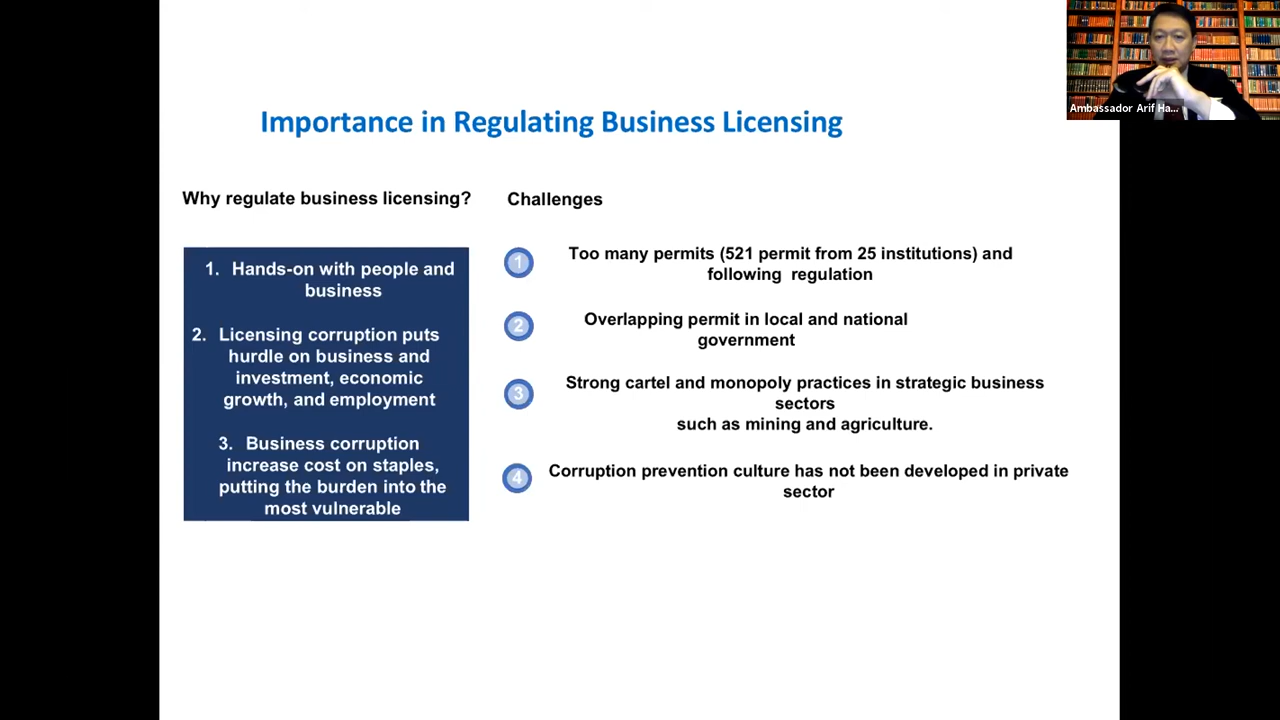 Ambassador Arif Ha...
Importance in Regulating Business Licensing
Why regulate business licensing?
1. Hands-on with people and
business
2. Licensing corruption puts
hurdle on business and
investment, economic
growth, and employment
3. Business corruption
increase cost on staples,
putting the burden into the
most vulnerable
Challenges
1
Too many permits (521 permit from 25 institutions) and
following regulation
2
Overlapping permit in local and national
government
3
Strong cartel and monopoly practices in strategic business
sectors
such as mining and agriculture.
4
Corruption prevention culture has not been developed in private
sector